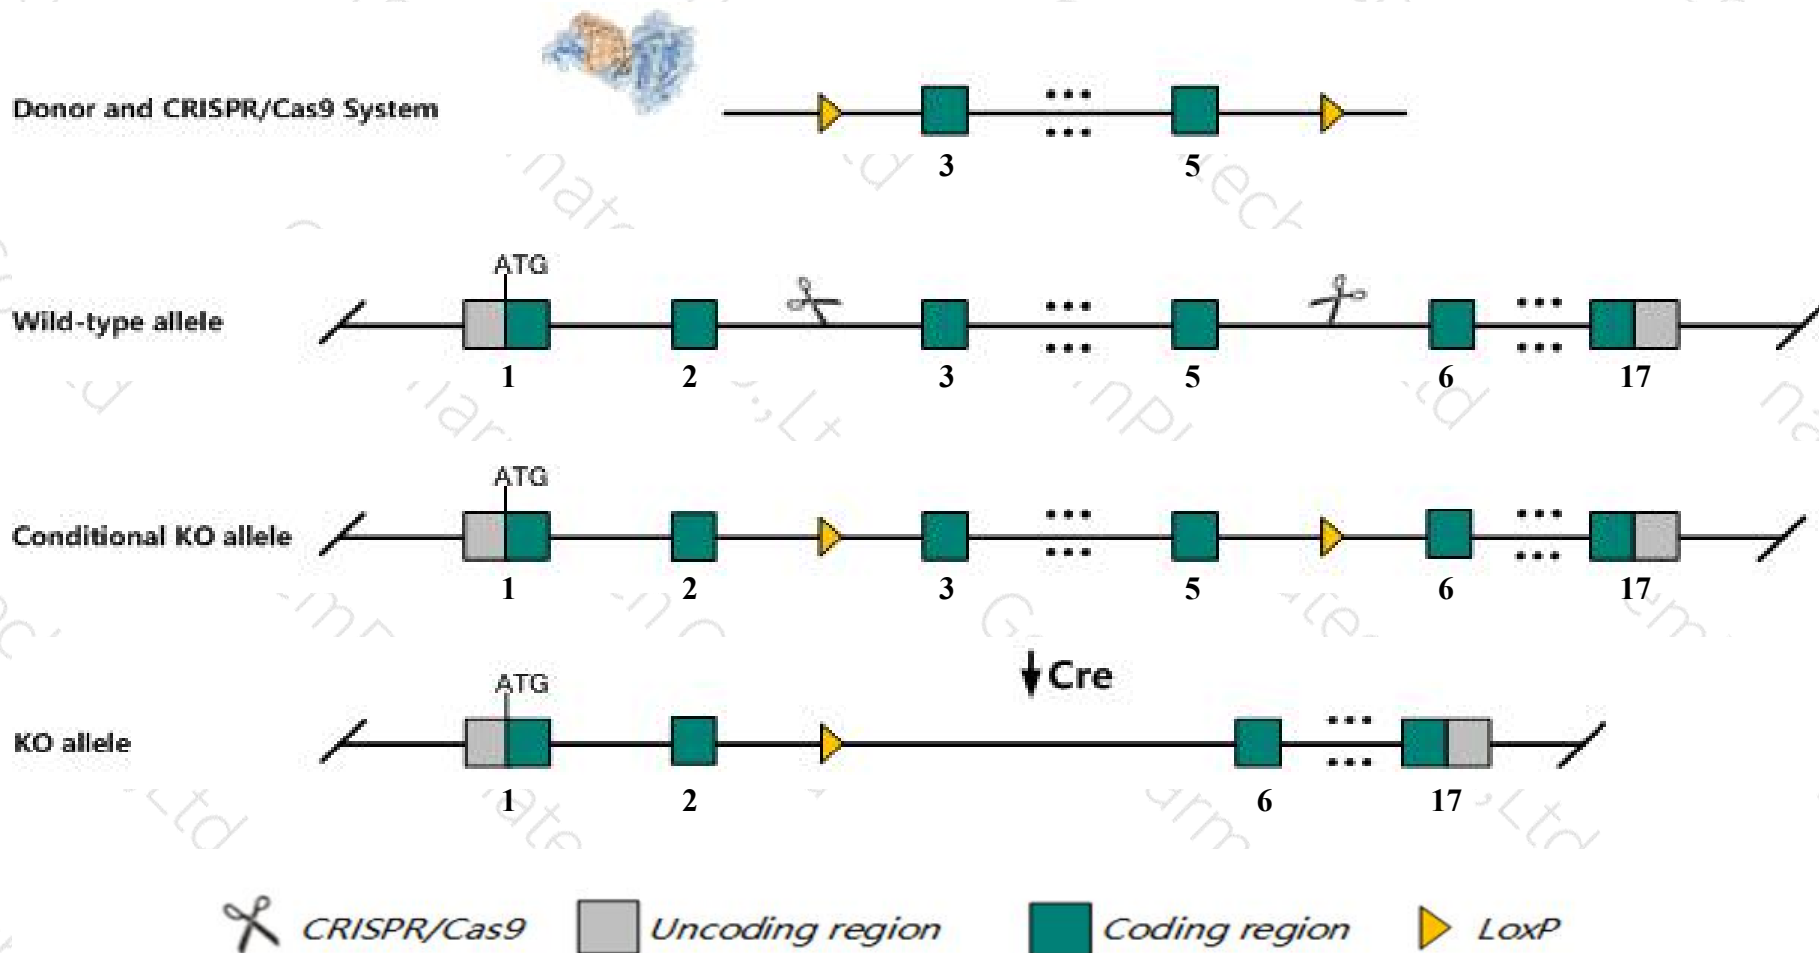 Donor and CRISPR/Cas9 System
3 5
ATG
Wild-type allele
1 2 3 5 6 17
ATG
Conditional KO allele
1 2 3 5 6 17
Cre
ATG
KO allele
1 2 6 17
CRISPR/Cas9 Uncoding region Coding region LoxP